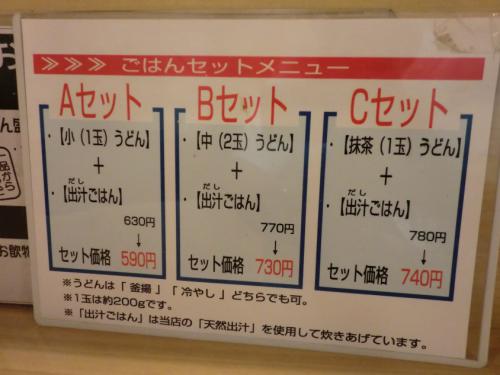 >>> ごはんセットメニュー
Aセット
・【小（1玉）うどん】
+
だし
・【出汁ごはん】
630円
↓
セット価格 590円
Bセット
・【中（2玉）うどん】
+
だし
・【出汁ごはん】
770円
↓
セット価格 730円
Cセット
・【抹茶（1玉）うどん】
+
だし
・【出汁ごはん】
780円
↓
セット価格 740円
※うどんは「 釜揚 」「 冷やし 」どちらでも可。
※1玉は約200gです。
※「出汁ごはん」は当店の「天然出汁」を使用して炊きあげています。
ん盛
お飲物